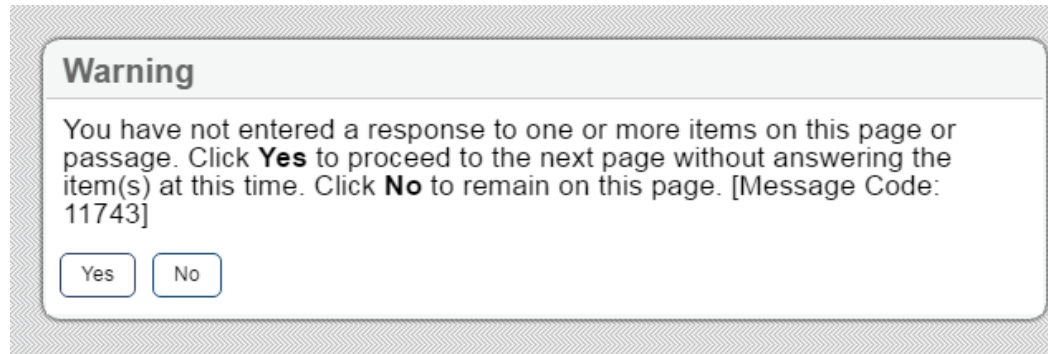 Warning
You have not entered a response to one or more items on this page or
passage. Click Yes to proceed to the next page without answering the
item(s) at this time. Click No to remain on this page. [Message Code:
11743]
Yes No